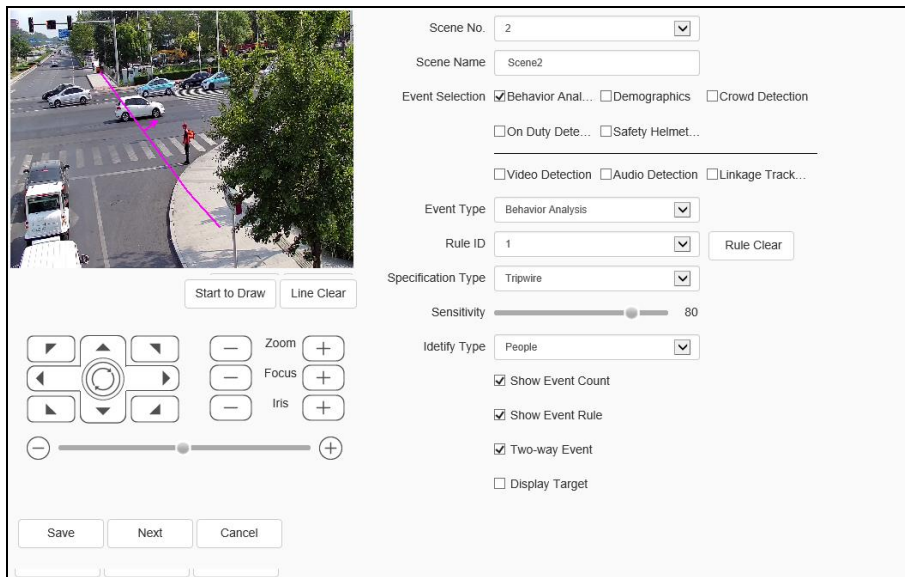 Scene No. 2
Scene Name Scene2
Event Selection Behavior Anal... Demographics Crowd Detection
On Duty Dete... Safety Helmet...
Video Detection Audio Detection Linkage Track...
Event Type Behavior Analysis
Rule ID 1 Rule Clear
Specification Type Tripwire
Sensitivity 80
Idetify Type People
Show Event Count
Show Event Rule
Two-way Event
Display Target
Start to Draw Line Clear
Zoom
Focus
Iris
Save Next Cancel